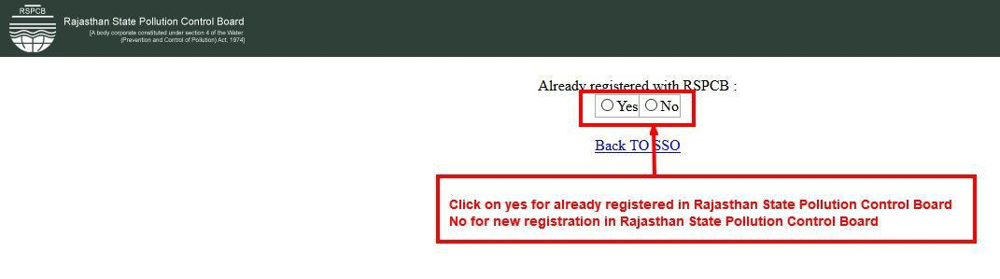 RSPCB
Rajasthan State Pollution Control Board
[A body corporate constituted under section 4 of the Water
(Prevention and Control of Pollution) Act, 1974]
Already registered with RSPCB :
Yes No
Back TO SSO
Click on yes for already registered in Rajasthan State Pollution Control Board
No for new registration in Rajasthan State Pollution Control Board